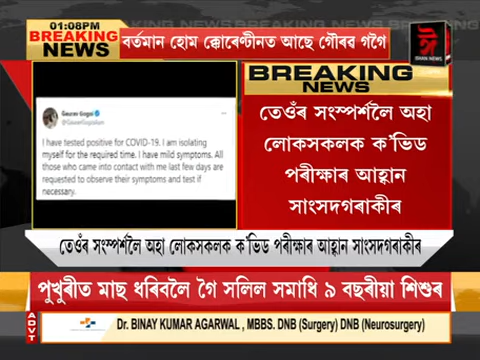 01:08PM
BREAKING
NEWS
বৰ্তমান হোম ক্কোৰেণ্টীনত আছে গৌৰৱ গগৈ
BREAKING
NEWS
Gaurav Gogoi
@GauravGogoiAsm
I have tested positive for COVID-19. I am isolating
myself for the required time. I have mild symptoms. All
those who came into contact with me last few days are
requested to observe their symptoms and test if
necessary.
তেওঁৰ সংস্পৰ্শলৈ অহা
লোকসকলক ক'ভিড
পৰীক্ষাৰ আহ্বান
সাংসদগৰাকীৰ
তেওঁৰ সংস্পৰ্শলৈ অহা লোকসকলক ক'ভিড পৰীক্ষাৰ আহ্বান সাংসদগৰাকীৰ
পুখুৰীত মাছ ধৰিবলৈ গৈ সলিল সমাধি ৯ বছৰীয়া শিশুৰ
ADVT
Dr. BINAY KUMAR AGARWAL , MBBS. DNB (Surgery) DNB (Neurosurgery)